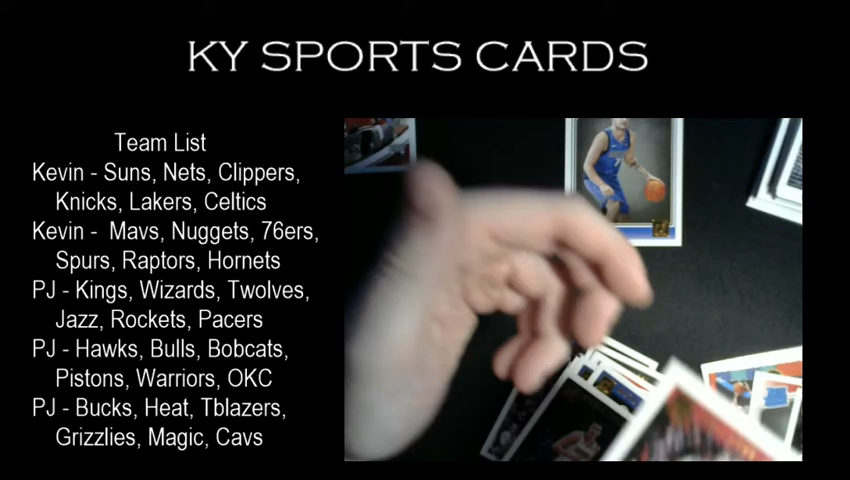 KY SPORTS CARDS
Team List
Kevin - Suns, Nets, Clippers,
Knicks, Lakers, Celtics
Kevin - Mavs, Nuggets, 76ers,
Spurs, Raptors, Hornets
PJ - Kings, Wizards, Twolves,
Jazz, Rockets, Pacers
PJ - Hawks, Bulls, Bobcats,
Pistons, Warriors, OKC
PJ - Bucks, Heat, Tblazers,
Grizzlies, Magic, Cavs